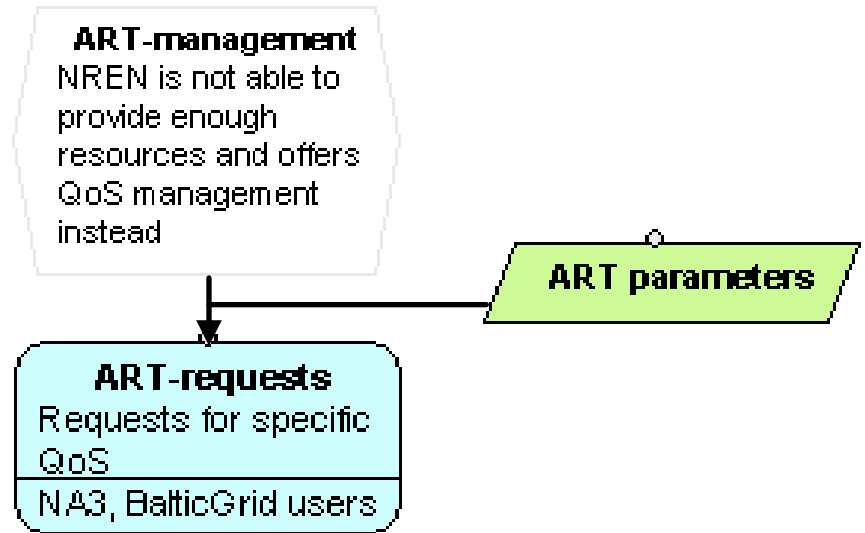 ART-management
NREN is not able to
provide enough
resources and offers
QoS management
instead
ART parameters
ART-requests
Requests for specific
QoS
NA3, BalticGrid users